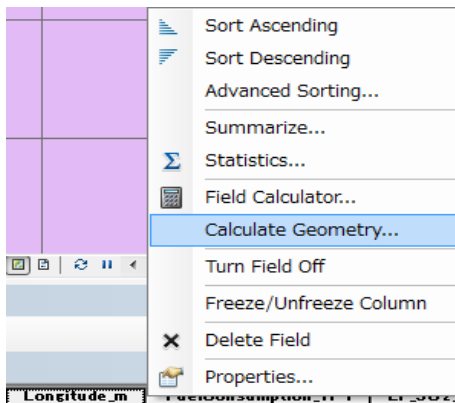 Sort Ascending
Sort Descending
Advanced Sorting...
Summarize...
Statistics...
Field Calculator...
Calculate Geometry...
Turn Field Off
Freeze/Unfreeze Column
Delete Field
Properties...
Longitude_m